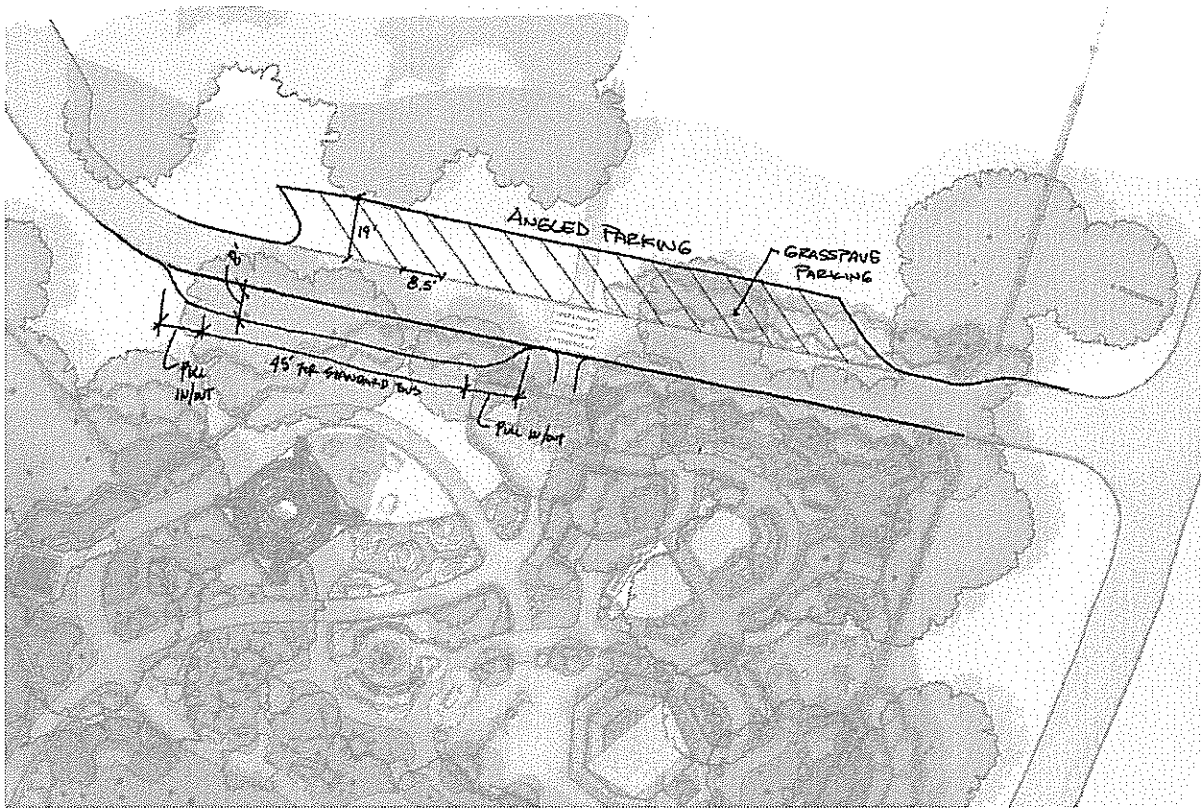 ANGLED PARKING
GRASSPAVE
PARKING
19'
8.5'
8'
PULL
IN/OUT
45' FOR STANDARD BUS
PULL IN/OUT